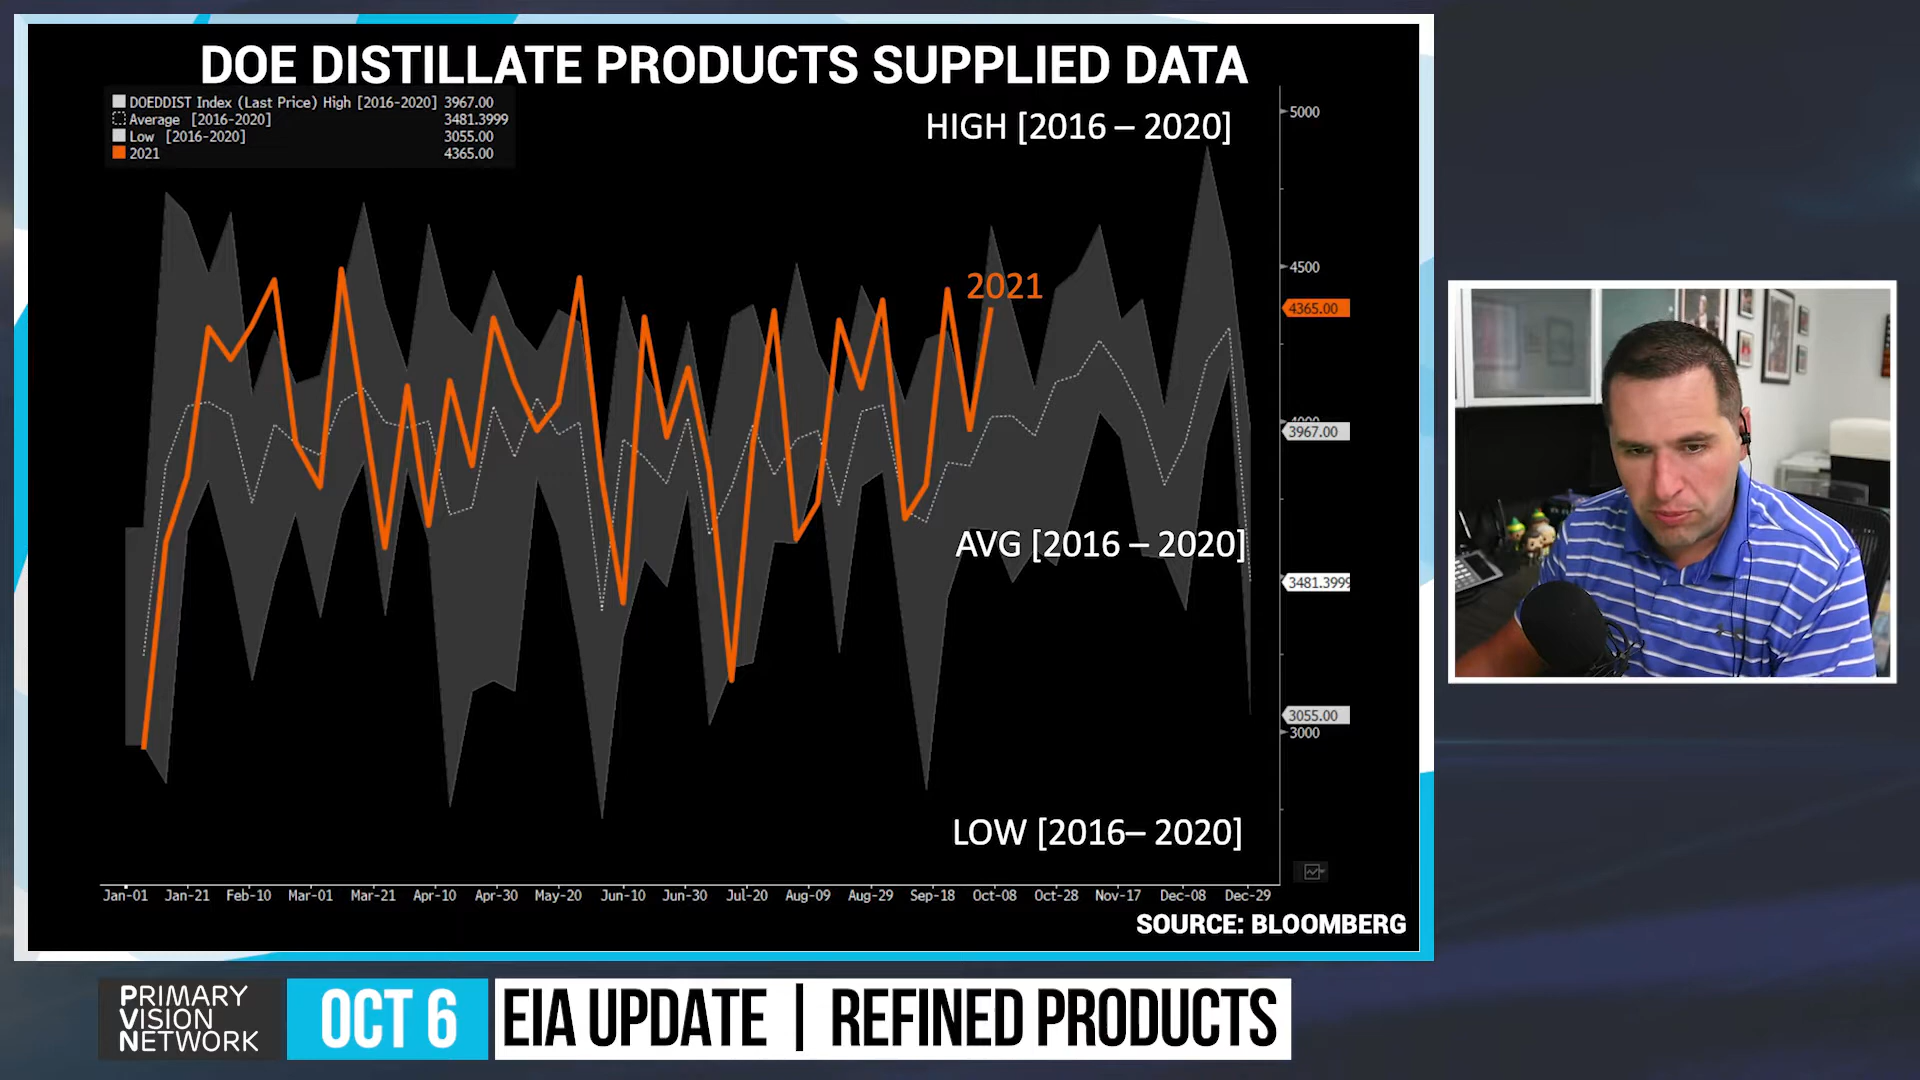 DOE DISTILLATE PRODUCTS SUPPLIED DATA
DOEDDIST Index (Last Price) High [2016-2020] 3967.00
Average [2016-2020] 3481.3999
Low [2016-2020] 3055.00
2021 4365.00
HIGH [2016 – 2020]
2021
AVG [2016 – 2020]
LOW [2016– 2020]
5000
4500
4365.00
4000
3967.00
3481.3999
3055.00
3000
Jan-01 Jan-21 Feb-10 Mar-01 Mar-21 Apr-10 Apr-30 May-20 Jun-10 Jun-30 Jul-20 Aug-09 Aug-29 Sep-18 Oct-08 Oct-28 Nov-17 Dec-08 Dec-29
SOURCE: BLOOMBERG
PRIMARY
VISION
NETWORK
OCT 6
EIA UPDATE | REFINED PRODUCTS